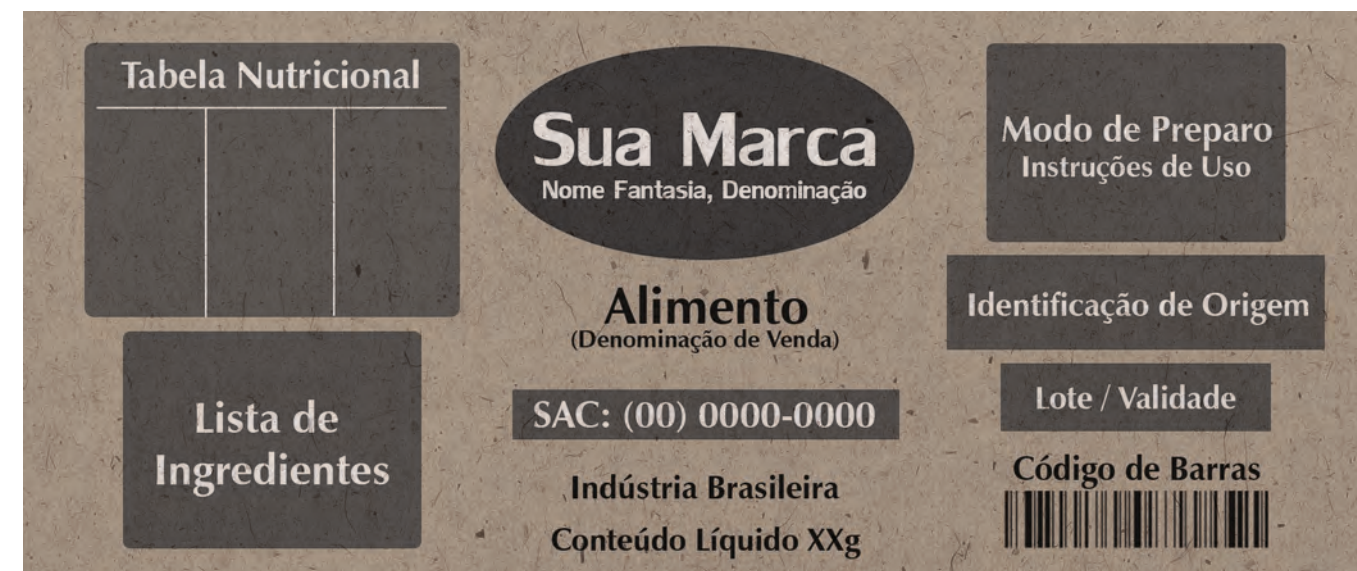 Tabela Nutricional
Lista de
Ingredientes
Sua Marca
Nome Fantasia, Denominação
Alimento
(Denominação de Venda)
SAC: (00) 0000-0000
Indústria Brasileira
Conteúdo Líquido XXg
Modo de Preparo
Instruções de Uso
Identificação de Origem
Lote / Validade
Código de Barras